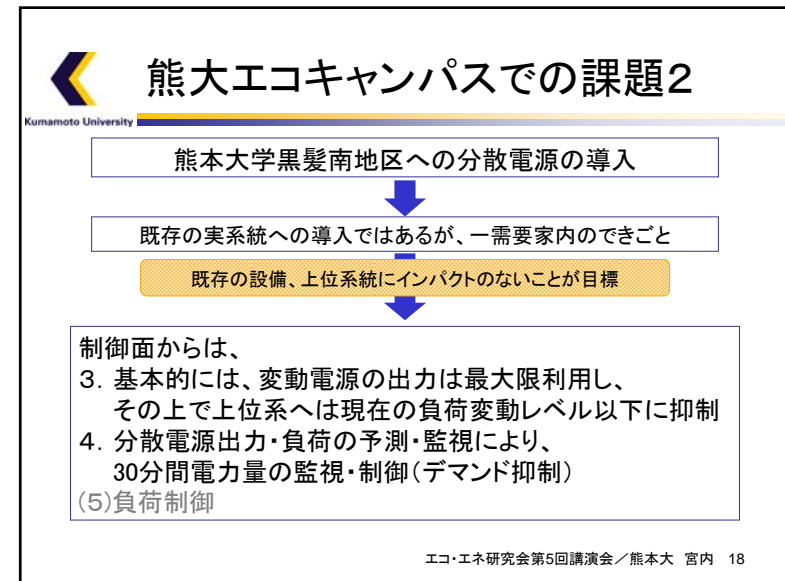 熊大エコキャンパスでの課題２
Kumamoto University
熊本大学黒髪南地区への分散電源の導入
既存の実系統への導入ではあるが、一需要家内のできごと
既存の設備、上位系統にインパクトのないことが目標
制御面からは、
３．基本的には、変動電源の出力は最大限利用し、
その上で上位系へは現在の負荷変動レベル以下に抑制
４．分散電源出力・負荷の予測・監視により、
30分間電力量の監視・制御（デマンド抑制）
（５）負荷制御
エコ・エネ研究会第5回講演会／熊本大 宮内 18